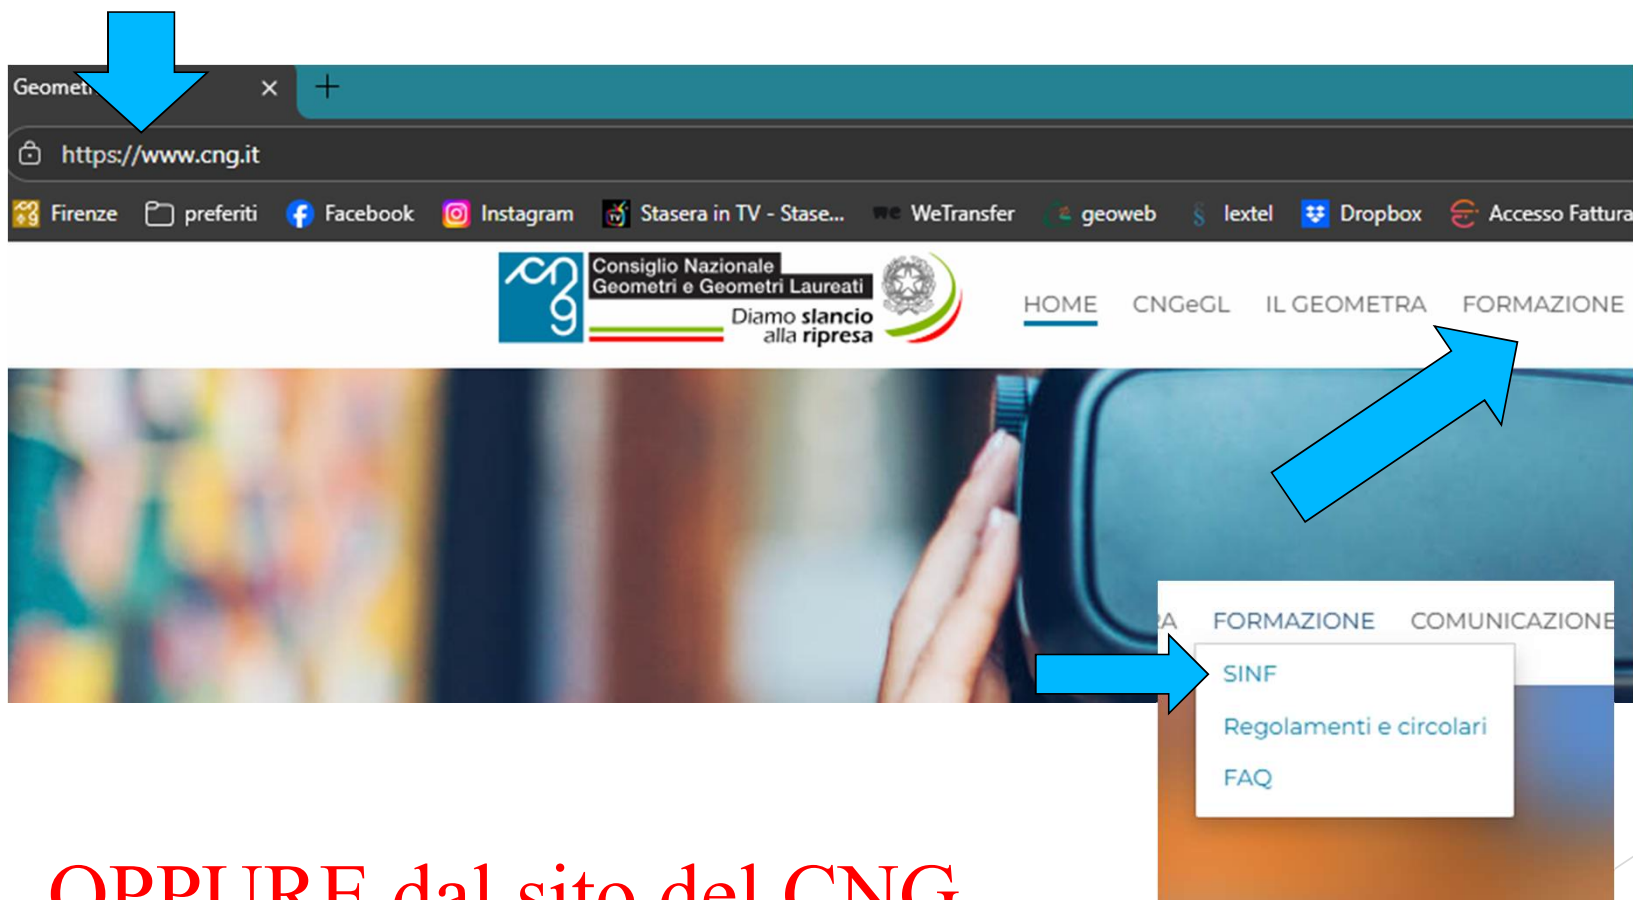 Geomet
https://www.cng.it
Firenze preferiti Facebook Instagram Stasera in TV - Stase... WeTransfer geoweb lextel Dropbox Accesso Fattura
cng
Consiglio Nazionale
Geometri e Geometri Laureati
Diamo slancio
alla ripresa
HOME CNGeGL IL GEOMETRA FORMAZIONE
RA FORMAZIONE COMUNICAZIONE
SINF
Regolamenti e circolari
FAQ
OPPURE dal sito del CNG